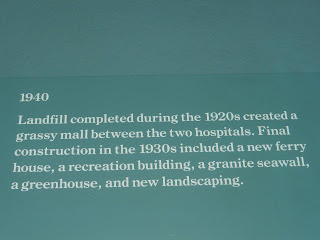 1940
Landfill completed during the 1920s created a
grassy mall between the two hospitals. Final
construction in the 1930s included a new ferry
house, a recreation building, a granite seawall,
a greenhouse, and new landscaping.